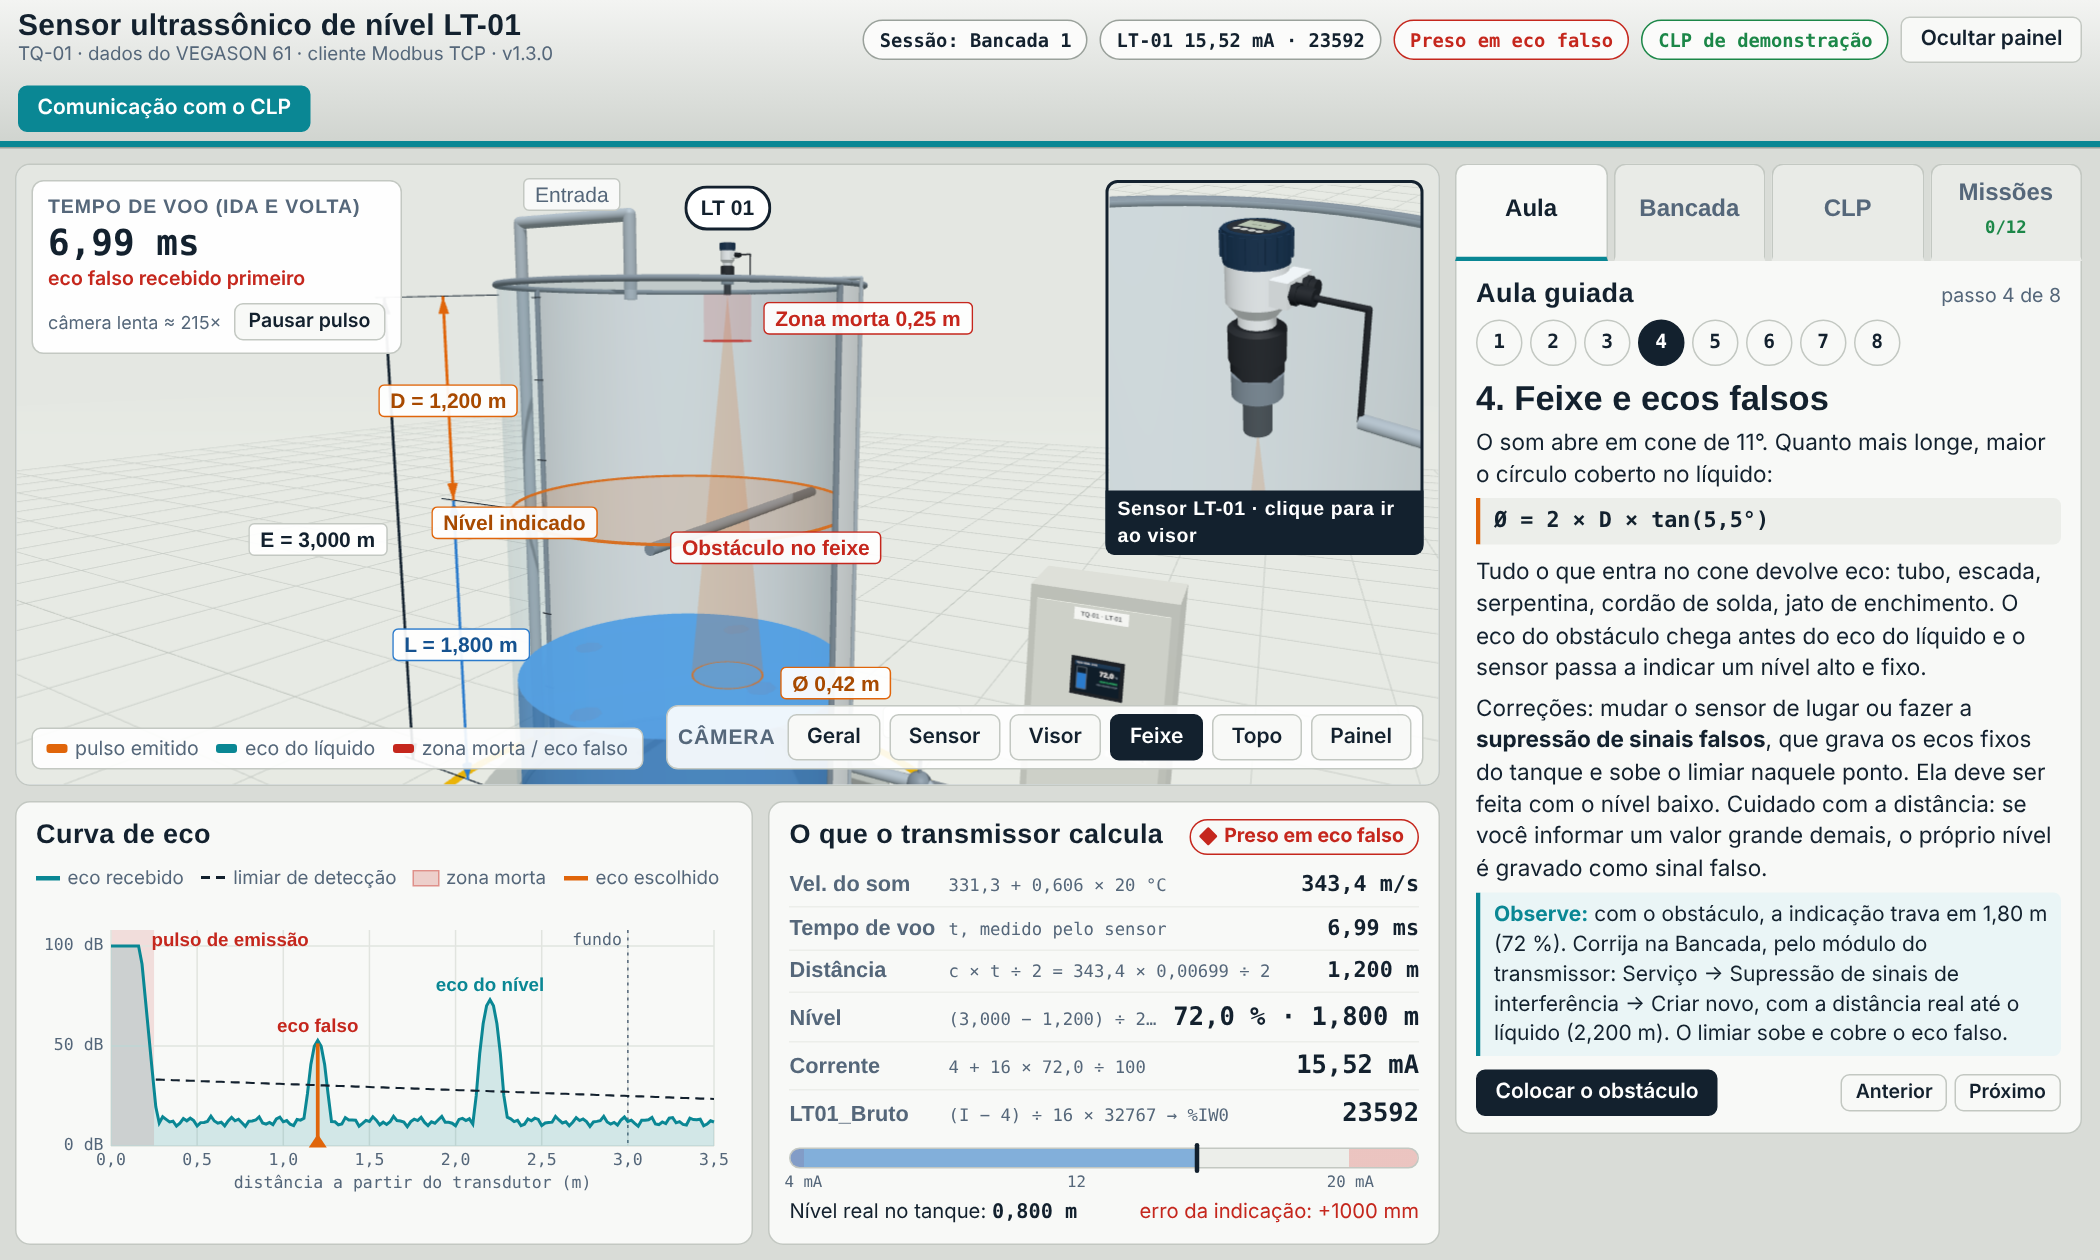 Sensor ultrassônico de nível LT-01
TQ-01 · dados do VEGASON 61 · cliente Modbus TCP · v1.3.0
Sessão: Bancada 1
LT-01 15,52 mA · 23592
Preso em eco falso
CLP de demonstração
Ocultar painel
Comunicação com o CLP
TEMPO DE VOO (IDA E VOLTA)
6,99 ms
eco falso recebido primeiro
câmera lenta ≈ 215×
Pausar pulso
Entrada
LT 01
Zona morta 0,25 m
D = 1,200 m
Nível indicado
E = 3,000 m
Obstáculo no feixe
L = 1,800 m
Ø 0,42 m
Sensor LT-01 · clique para ir
ao visor
TQ-01 · LT-01
72,0
pulso emitido
eco do líquido
zona morta / eco falso
CÂMERA
Geral
Sensor
Visor
Feixe
Topo
Painel
Curva de eco
eco recebido
limiar de detecção
zona morta
eco escolhido
100 dB
50 dB
0 dB
pulso de emissão
eco falso
eco do nível
fundo
0,0
0,5
1,0
1,5
2,0
2,5
3,0
3,5
distância a partir do transdutor (m)
O que o transmissor calcula
Preso em eco falso
Vel. do som 331,3 + 0,606 × 20 °C 343,4 m/s
Tempo de voo t, medido pelo sensor 6,99 ms
Distância c × t ÷ 2 = 343,4 × 0,00699 ÷ 2 1,200 m
Nível (3,000 − 1,200) ÷ 2… 72,0 % · 1,800 m
Corrente 4 + 16 × 72,0 ÷ 100 15,52 mA
LT01_Bruto (I − 4) ÷ 16 × 32767 → %IW0 23592
4 mA
12
20 mA
Nível real no tanque: 0,800 m
erro da indicação: +1000 mm
Aula
Bancada
CLP
Missões
0/12
Aula guiada
passo 4 de 8
1
2
3
4
5
6
7
8
4. Feixe e ecos falsos
O som abre em cone de 11°. Quanto mais longe, maior
o círculo coberto no líquido:
Ø = 2 × D × tan(5,5°)
Tudo o que entra no cone devolve eco: tubo, escada,
serpentina, cordão de solda, jato de enchimento. O
eco do obstáculo chega antes do eco do líquido e o
sensor passa a indicar um nível alto e fixo.
Correções: mudar o sensor de lugar ou fazer a
supressão de sinais falsos, que grava os ecos fixos
do tanque e sobe o limiar naquele ponto. Ela deve ser
feita com o nível baixo. Cuidado com a distância: se
você informar um valor grande demais, o próprio nível
é gravado como sinal falso.
Observe: com o obstáculo, a indicação trava em 1,80 m
(72 %). Corrija na Bancada, pelo módulo do
transmissor: Serviço → Supressão de sinais de
interferência → Criar novo, com a distância real até o
líquido (2,200 m). O limiar sobe e cobre o eco falso.
Colocar o obstáculo
Anterior
Próximo